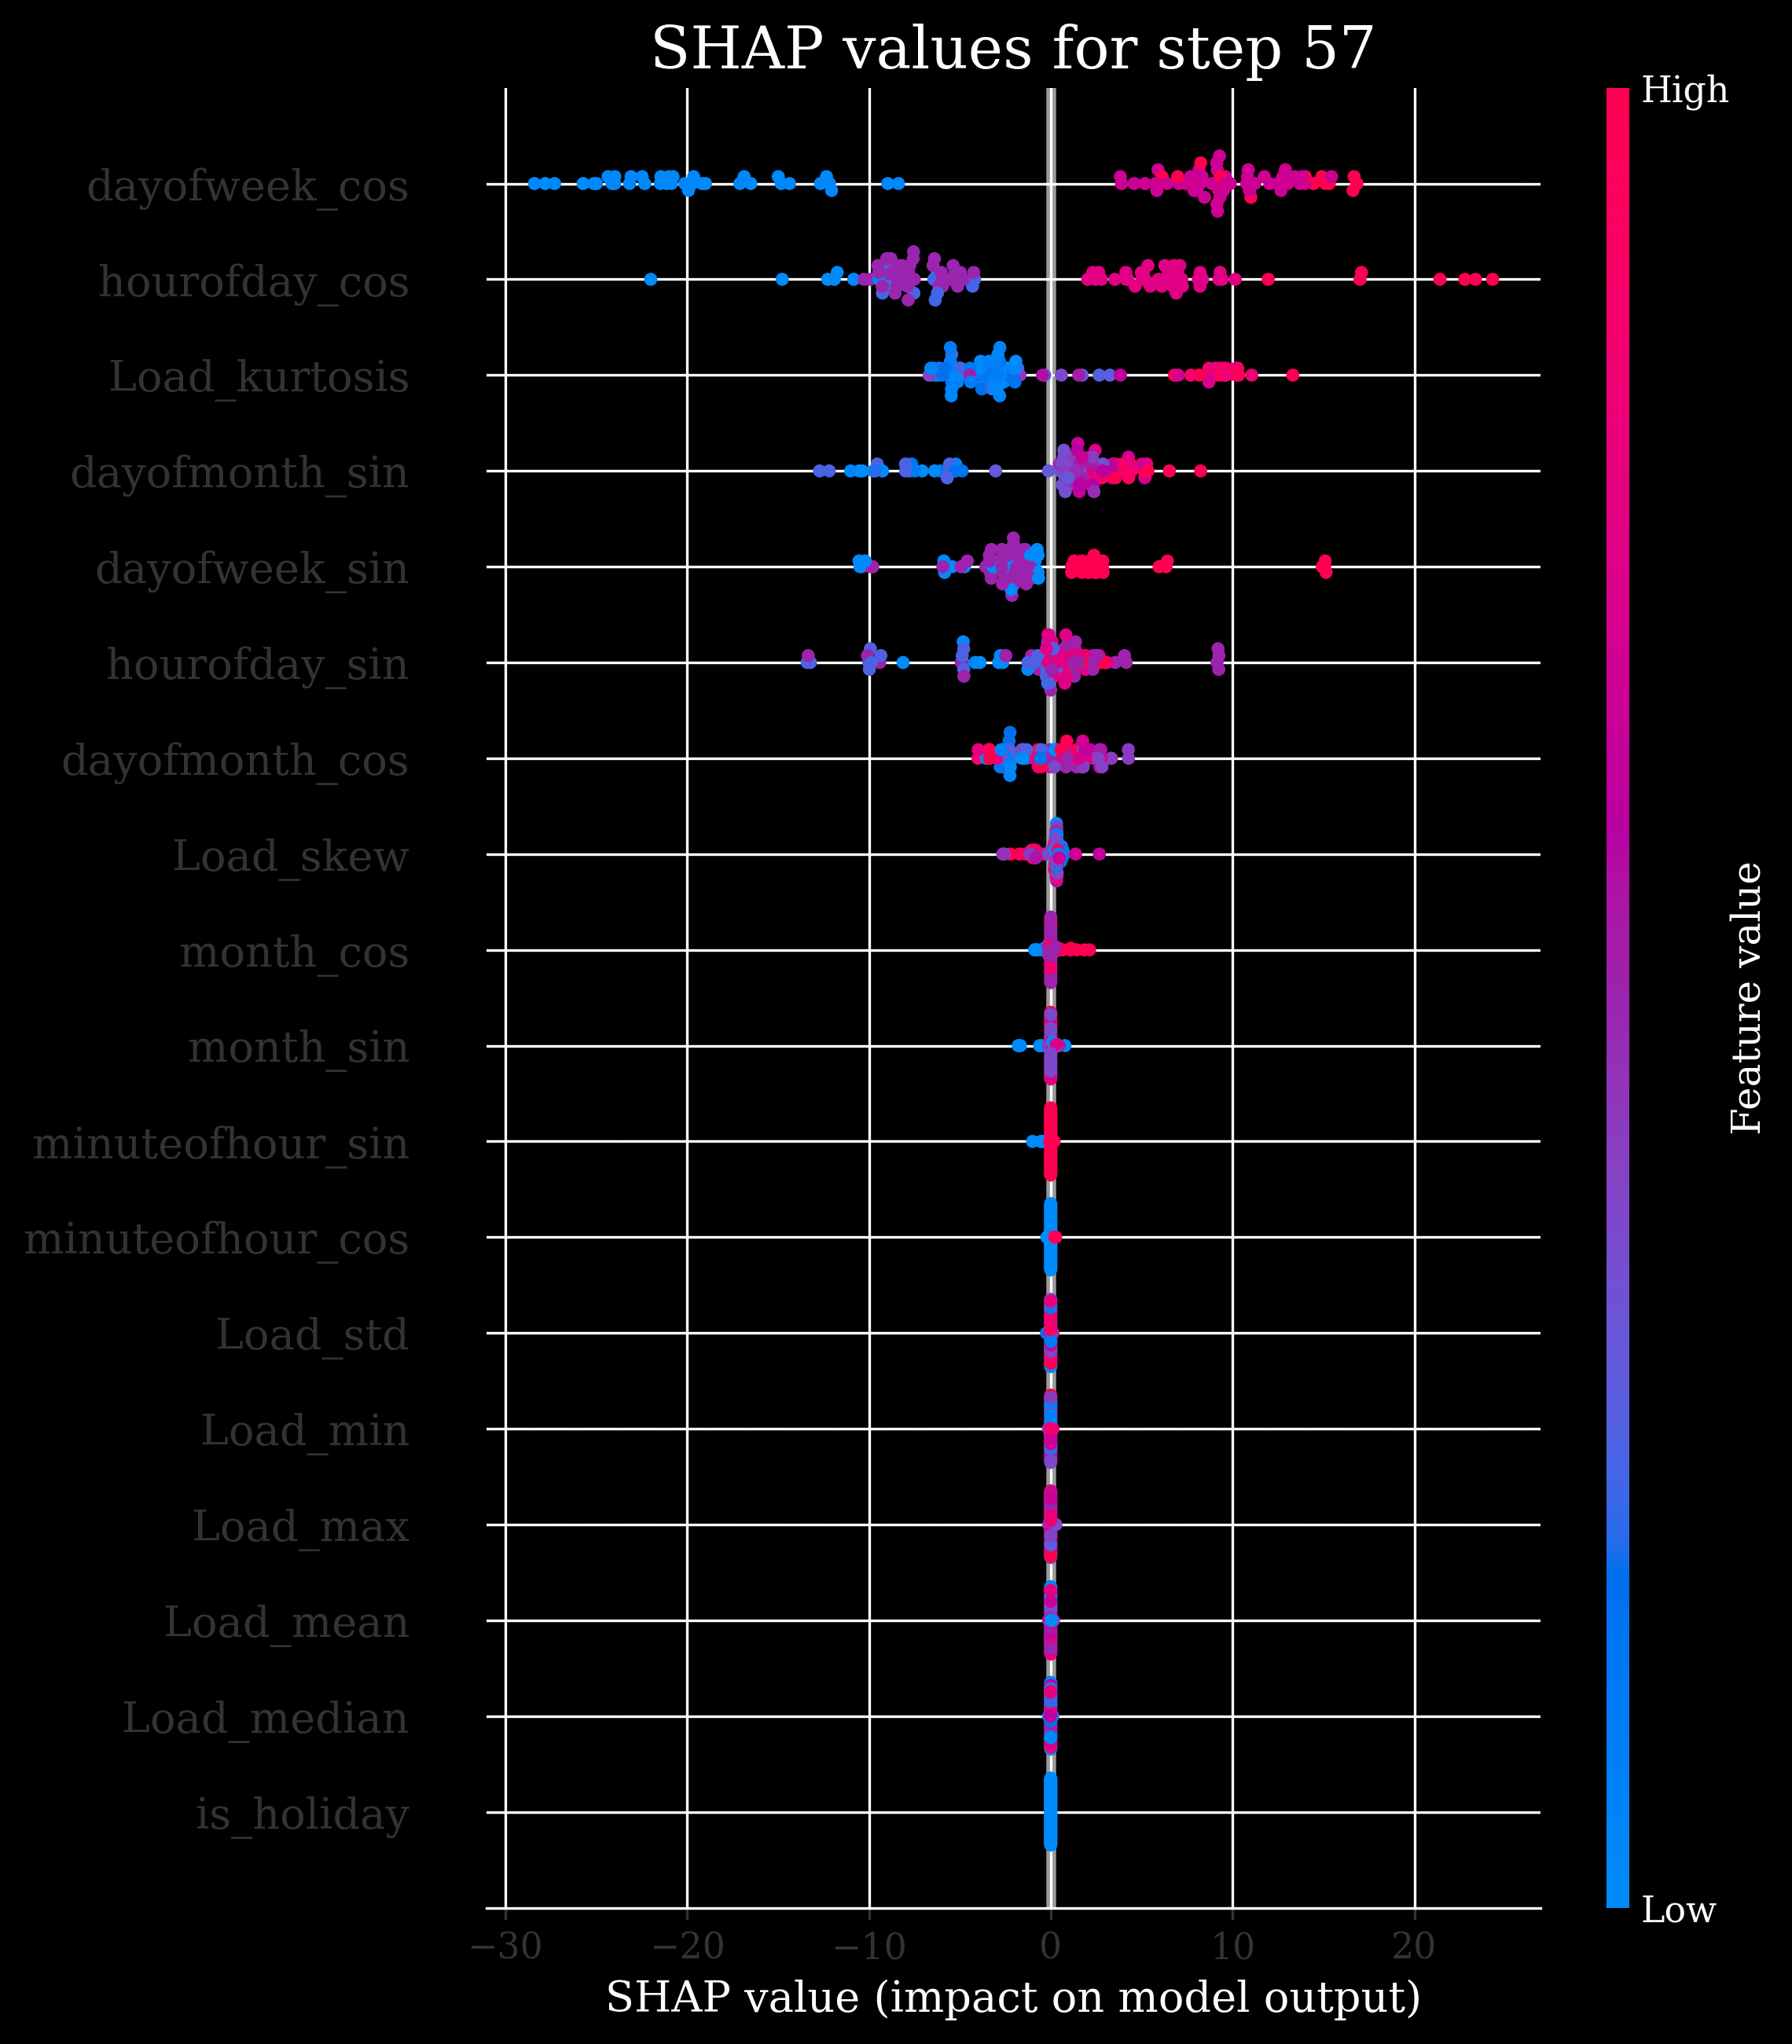 SHAP values for step 57
High
dayofweek_cos
hourofday_cos
Load_kurtosis
dayofmonth_sin
dayofweek_sin
hourofday_sin
dayofmonth_cos
Load_skew
month_cos
month_sin
minuteofhour_sin
minuteofhour_cos
Load_std
Load_min
Load_max
Load_mean
Load_median
is_holiday
Feature value
Low
−30 −20 −10 0 10 20
SHAP value (impact on model output)